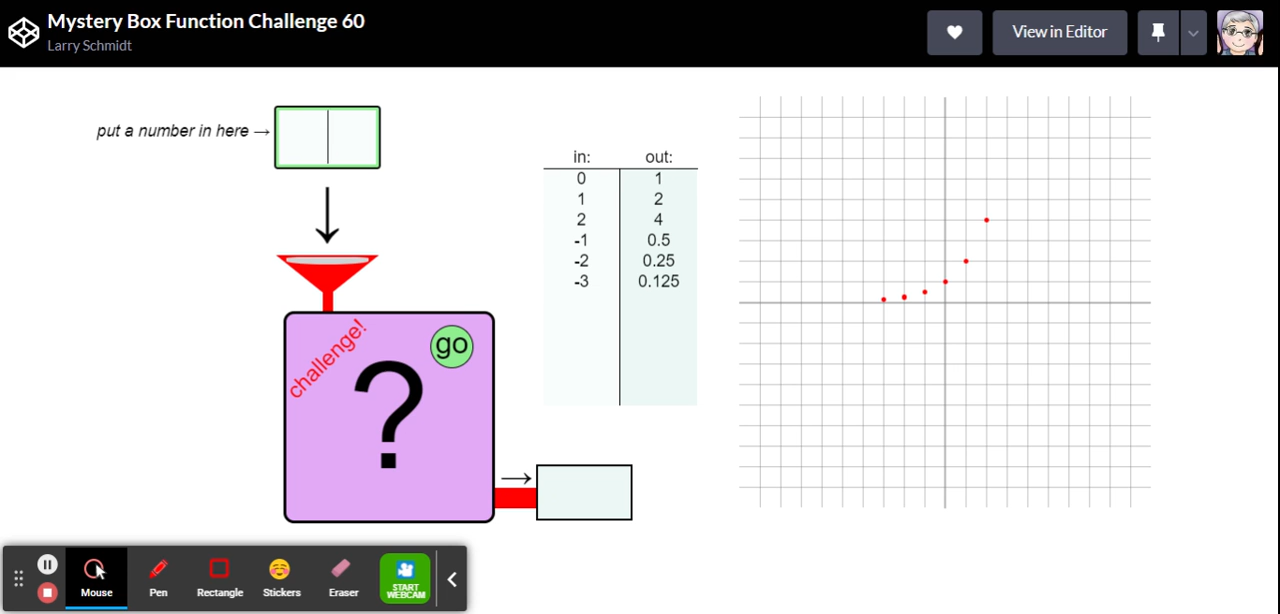 Mystery Box Function Challenge 60
Larry Schmidt
View in Editor
put a number in here →
in: out:
0 1
1 2
2 4
-1 0.5
-2 0.25
-3 0.125
challenge!
go
?
Mouse
Pen
Rectangle
Stickers
Eraser
START
WEBCAM